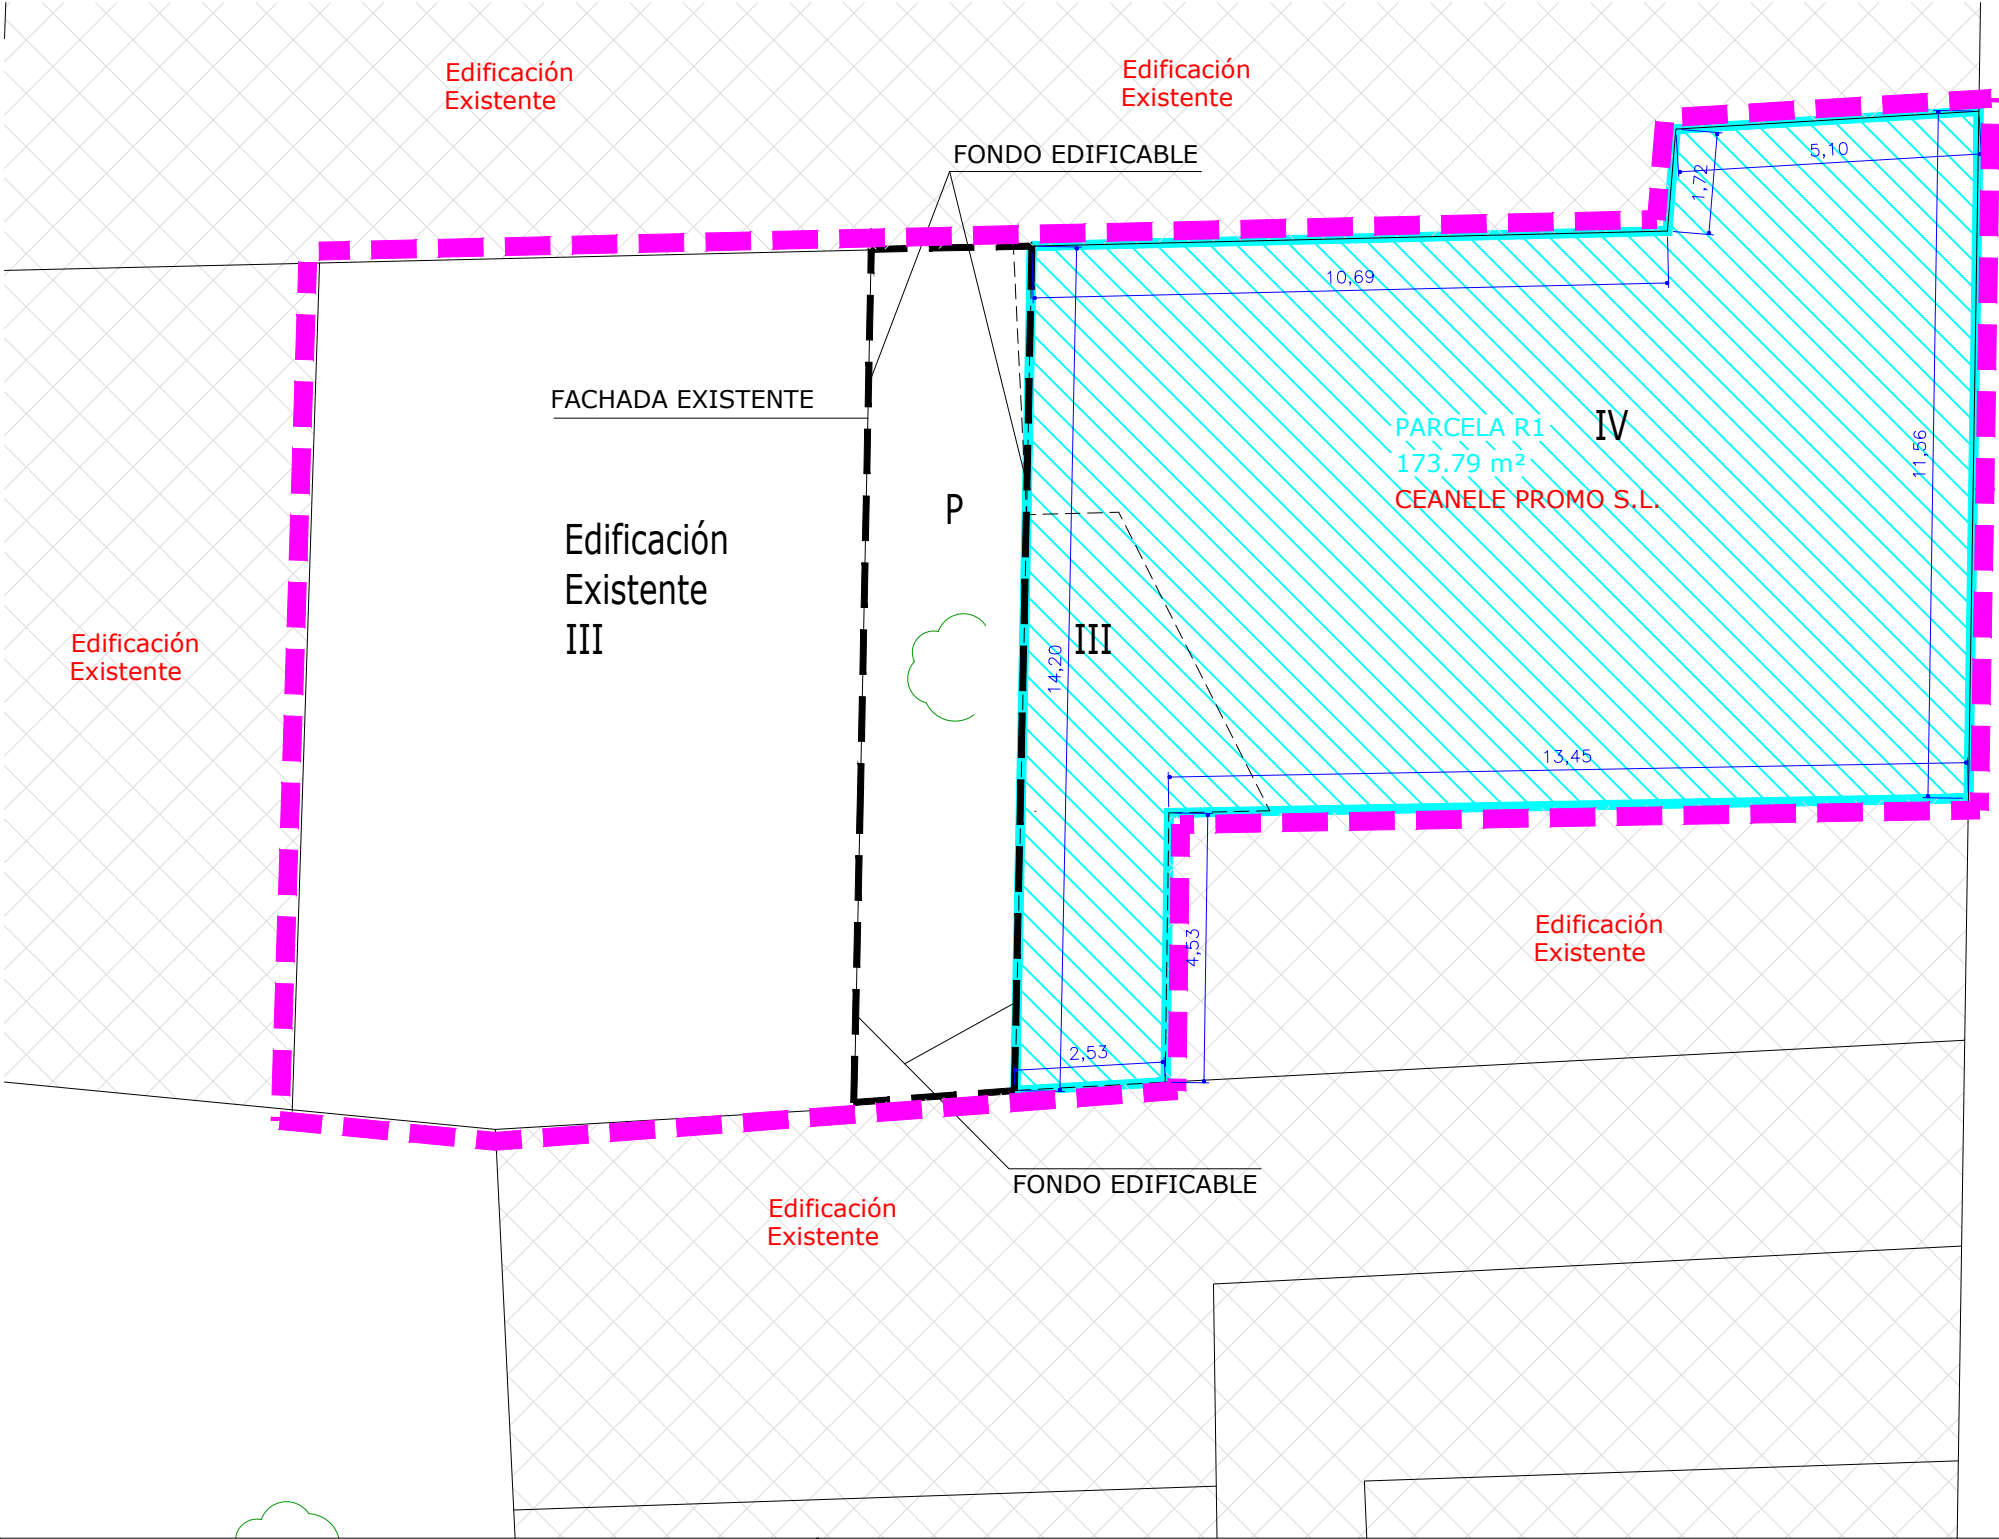 Edificación
Existente
Edificación
Existente
FONDO EDIFICABLE
5,10
1,72
10,69
FACHADA EXISTENTE
PARCELA R1
IV
173.79 m²
CEANELE PROMO S.L.
11,56
P
Edificación
Existente
III
Edificación
Existente
III
14,20
13,45
Edificación
Existente
4,53
2,53
FONDO EDIFICABLE
Edificación
Existente